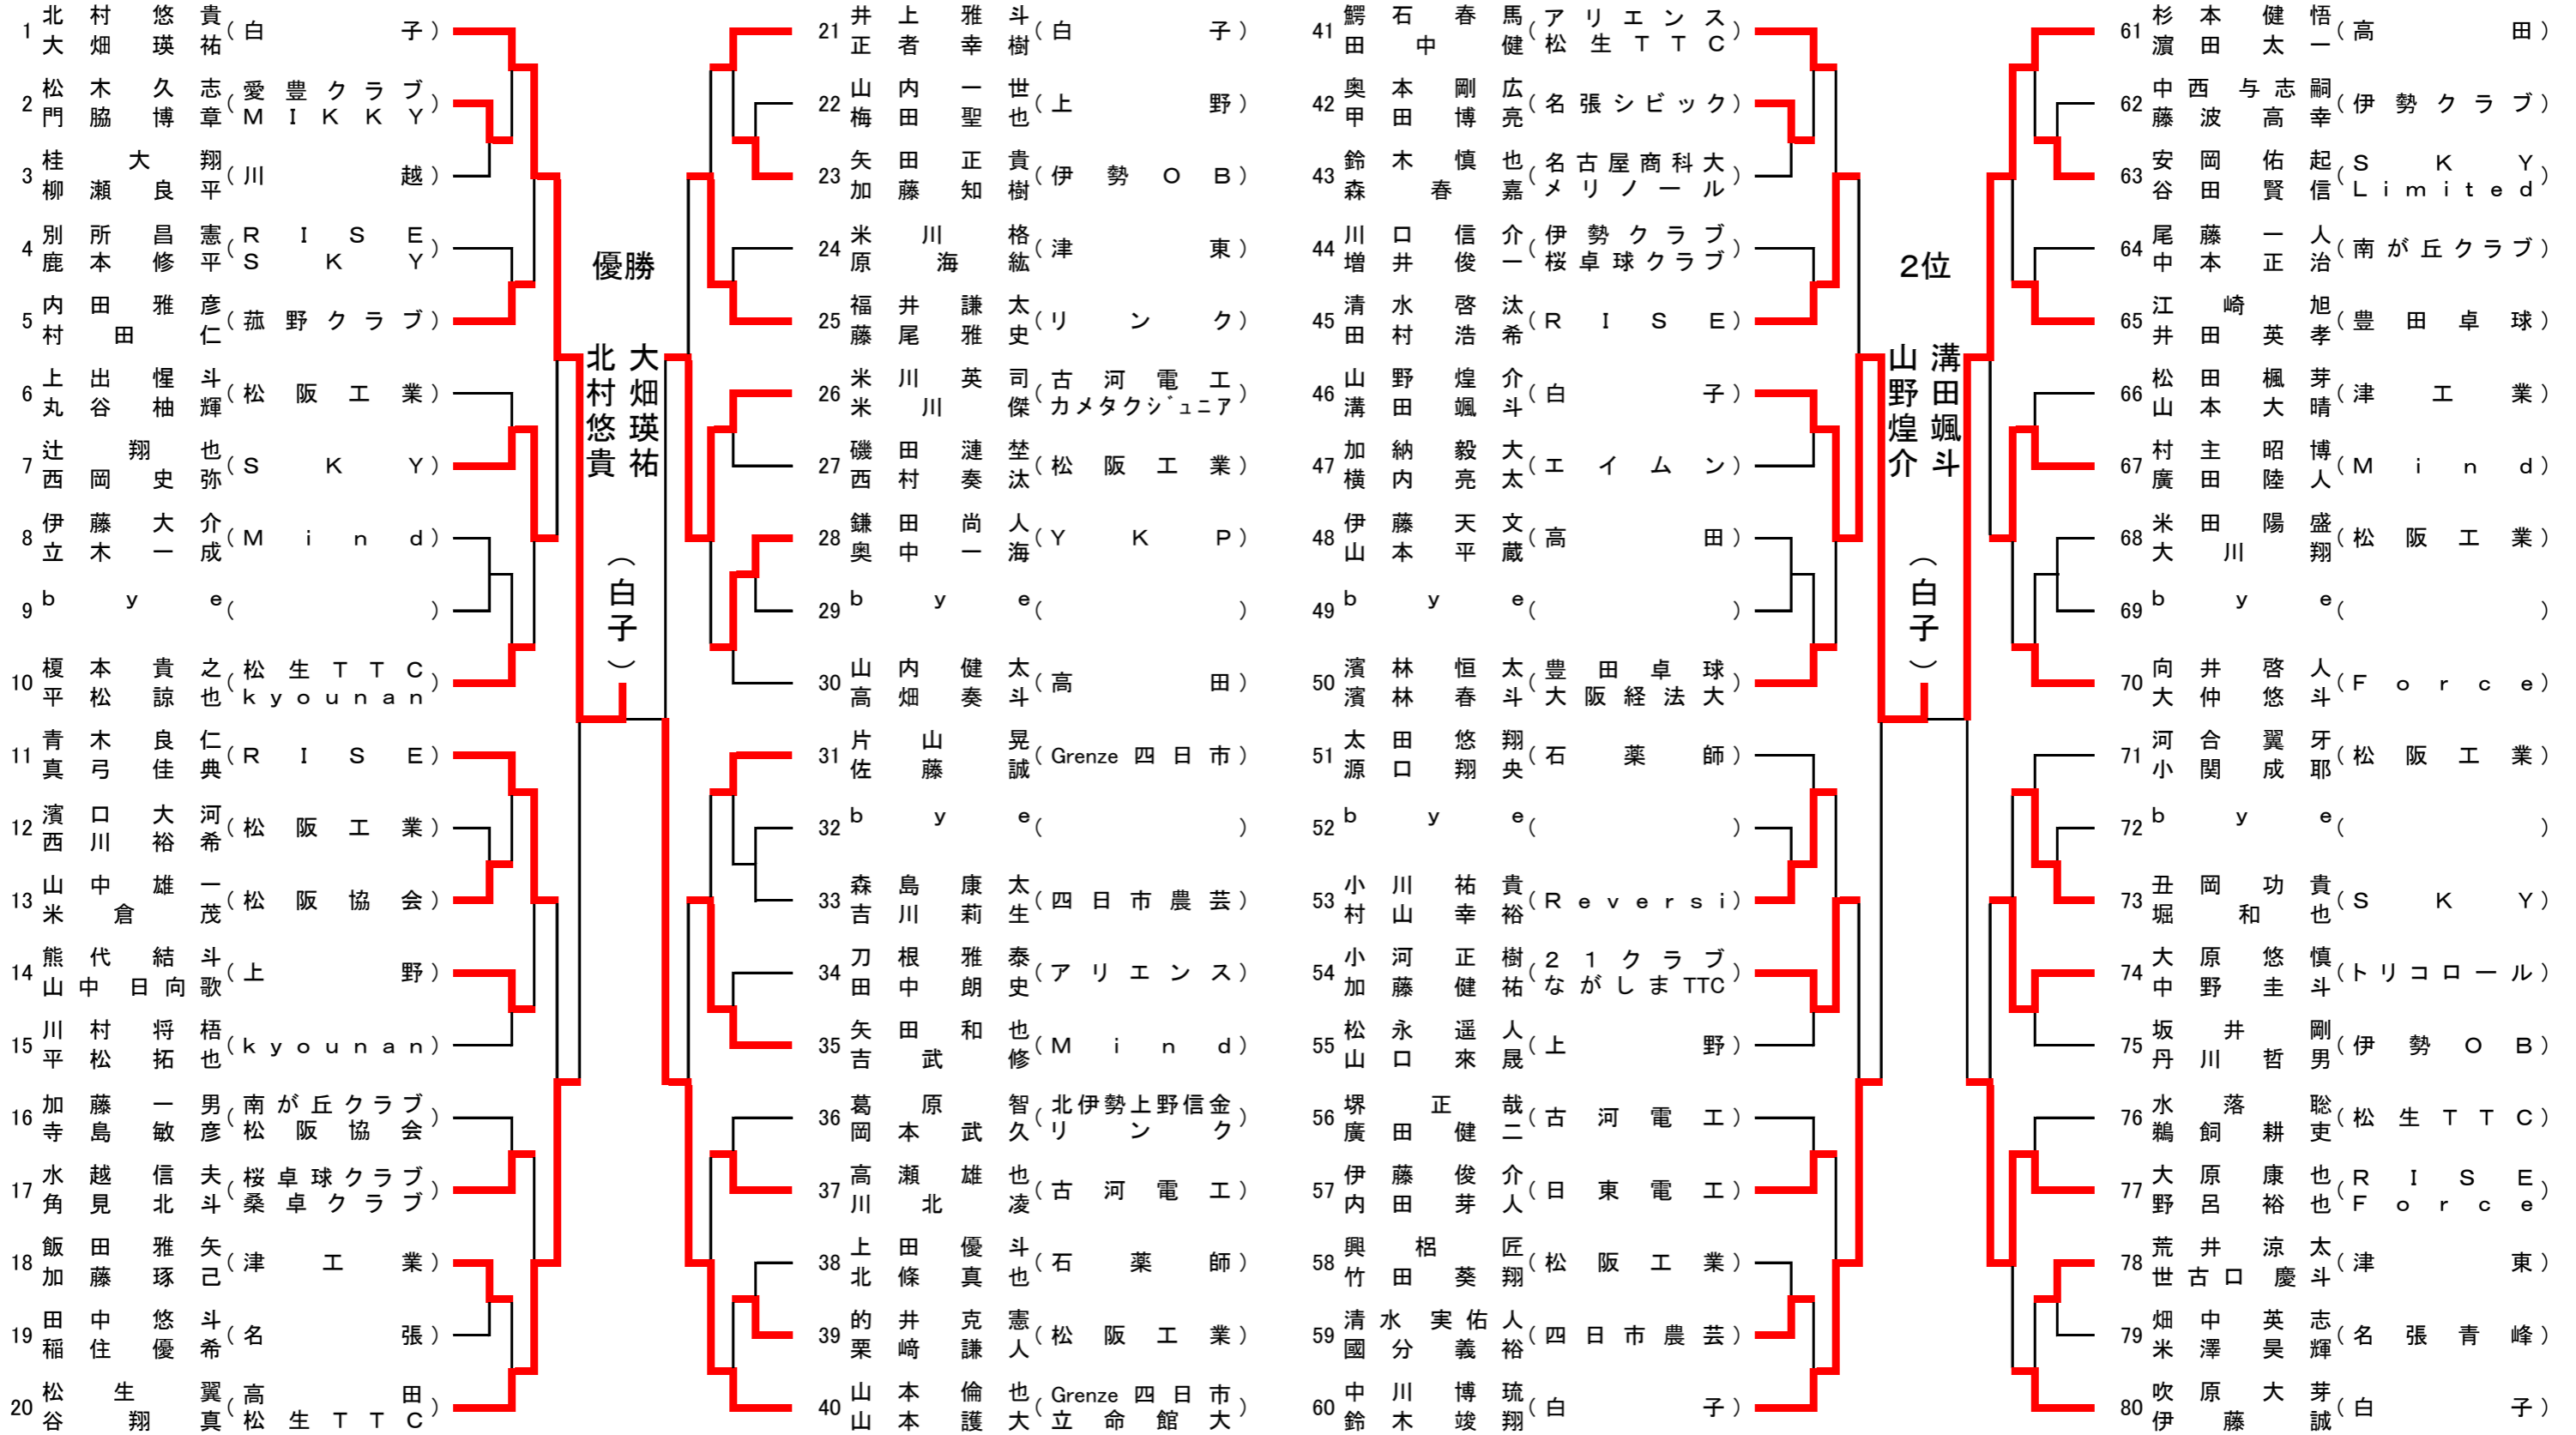 1 北村悠貴 大畑瑛祐 (白子)
2 松木久志 門脇博章 (愛豊クラブ MIKKY)
3 桂大翔 柳瀬良平 (川越)
4 別所昌憲 鹿本修平 (RISE SKY)
5 内田雅彦 村田仁 (菰野クラブ)
6 上出惺斗 丸谷柚輝 (松阪工業)
7 辻翔也 西岡史弥 (SKY)
8 伊藤大介 立木一成 (Mind)
9 bye ( )
10 榎本貴之 平松諒也 (松生TTC kyounan)
11 青木良仁 真弓佳典 (RISE)
12 濱口大河 西川裕希 (松阪工業)
13 山中雄一 米倉茂 (松阪協会)
14 熊代結斗 山中日向歌 (上野)
15 川村将梧 平松拓也 (kyounan)
16 加藤一男 寺島敏彦 (南が丘クラブ 松阪協会)
17 水越信夫 角見北斗 (桜卓球クラブ 桑卓クラブ)
18 飯田雅矢 加藤琢己 (津工業)
19 田中悠斗 稲住優希 (名張)
20 松生翼 谷翔真 (高田 松生TTC)
優勝
大畑瑛祐
北村悠貴
(白子)
21 井上雅斗 正者幸樹 (白子)
22 山内一世 梅田聖也 (上野)
23 矢田正貴 加藤知樹 (伊勢OB)
24 米川格 原海紘 (津東)
25 福井謙太 藤尾雅史 (リンク)
26 米川英司 米川傑 (古河電工 カメタクジュニア)
27 磯田漣埜 西村奏汰 (松阪工業)
28 鎌田尚人 奥中一海 (YKP)
29 bye ( )
30 山内健太 高畑奏斗 (高田)
31 片山晃 佐藤誠 (Grenze四日市)
32 bye ( )
33 森島康太 吉川莉生 (四日市農芸)
34 刀根雅泰 田中朗史 (アリエンス)
35 矢田和也 吉武修 (Mind)
36 葛原智 岡本武久 (北伊勢上野信金 リンク)
37 高瀬雄也 川北凌 (古河電工)
38 上田優斗 北條真也 (石薬師)
39 的井克憲 栗﨑謙人 (松阪工業)
40 山本倫也 山本護大 (Grenze四日市 立命館大)
41 鰐石春馬 田中健 (アリエンス 松生TTC)
42 奥本剛広 甲田博亮 (名張シビック)
43 鈴木慎也 森春嘉 (名古屋商科大 メリノール)
44 川口信介 増井俊一 (伊勢クラブ 桜卓球クラブ)
45 清水啓汰 田村浩希 (RISE)
46 山野煌介 溝田颯斗 (白子)
47 加納毅大 横内亮太 (エイムン)
48 伊藤天文 山本平蔵 (高田)
49 bye ( )
50 濱林恒太 濱林春斗 (豊田卓球 大阪経法大)
51 太田悠翔 源口翔央 (石薬師)
52 bye ( )
53 小川祐貴 村山幸裕 (Reversi)
54 小河正樹 加藤健祐 (21クラブ ながしまTTC)
55 松永遥人 山口來晟 (上野)
56 堺正哉 廣田健二 (古河電工)
57 伊藤俊介 内田芽人 (日東電工)
58 興梠匠 竹田葵翔 (松阪工業)
59 清水実佑人 國分義裕 (四日市農芸)
60 中川博琉 鈴木竣翔 (白子)
2位
溝田颯斗
山野煌介
(白子)
61 杉本健悟 濵田太一 (高田)
62 中西与志嗣 藤波高幸 (伊勢クラブ)
63 安岡佑起 谷田賢信 (SKY Limited)
64 尾藤一人 中本正治 (南が丘クラブ)
65 江崎旭 井田英孝 (豊田卓球)
66 松田楓芽 山本大晴 (津工業)
67 村主昭博 廣田陸人 (Mind)
68 米田陽盛 大川翔 (松阪工業)
69 bye ( )
70 向井啓人 大仲悠斗 (Force)
71 河合翼牙 小関成耶 (松阪工業)
72 bye ( )
73 丑岡功貴 堀和也 (SKY)
74 大原悠慎 中野圭斗 (トリコロール)
75 坂井剛 丹川哲男 (伊勢OB)
76 水落聡 鵜飼耕吏 (松生TTC)
77 大原康也 野呂裕也 (RISE Force)
78 荒井涼太 世古口慶斗 (津東)
79 畑中英志 米澤昊輝 (名張青峰)
80 吹原大芽 伊藤誠 (白子)